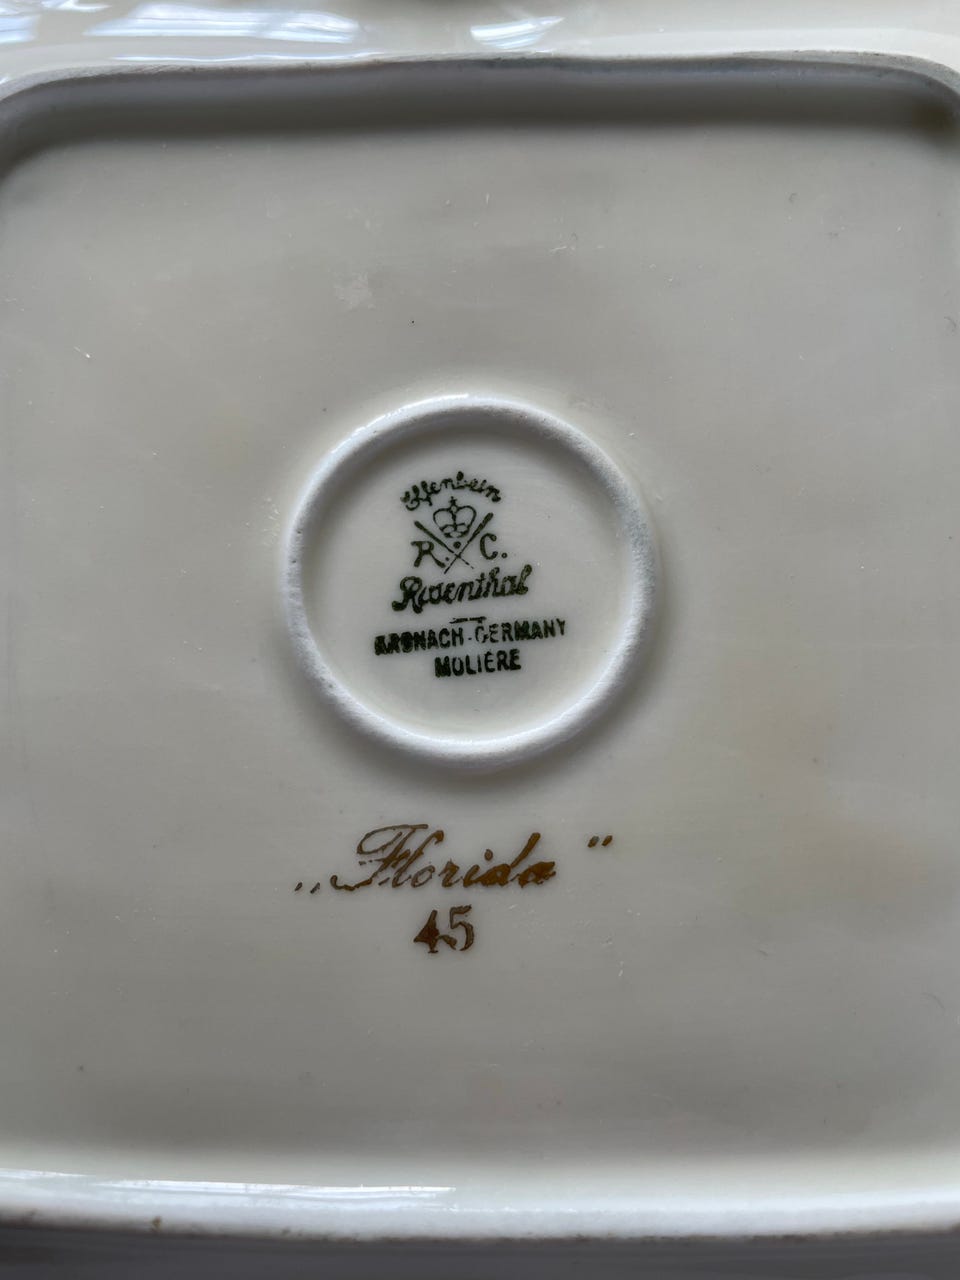 Elfenbein
R. C.
Rosenthal
KRONACH-GERMANY
MOLIÈRE
„Florida”
45